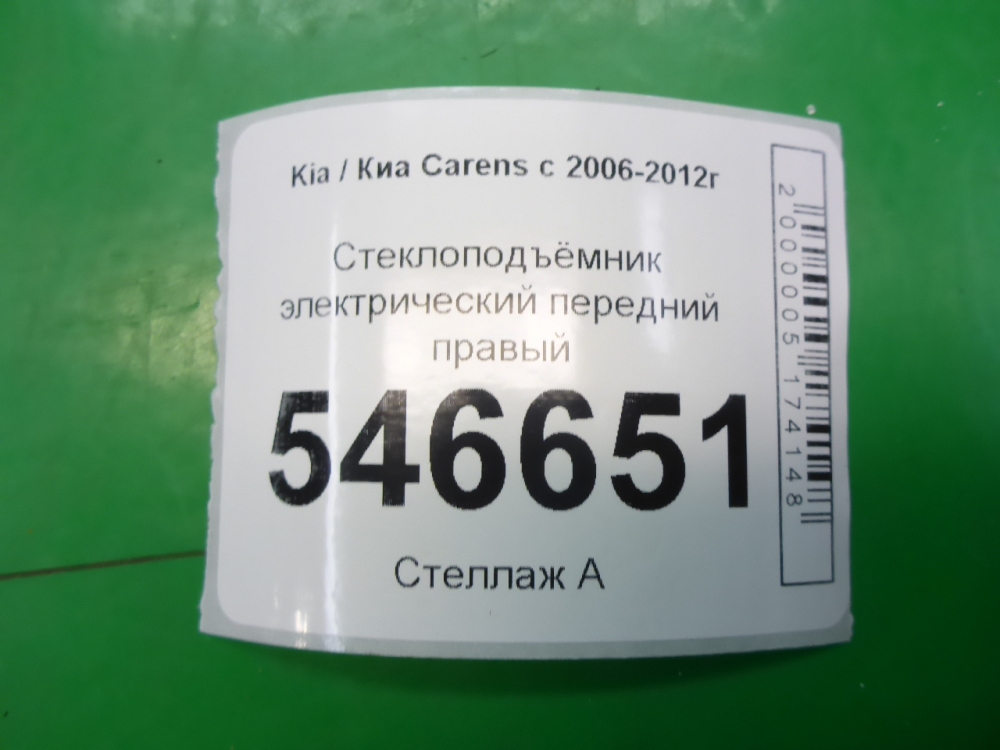 Kia / Киа Carens с 2006-2012г
Стеклоподъёмник
электрический передний
правый
546651
Стеллаж А
2000005174148